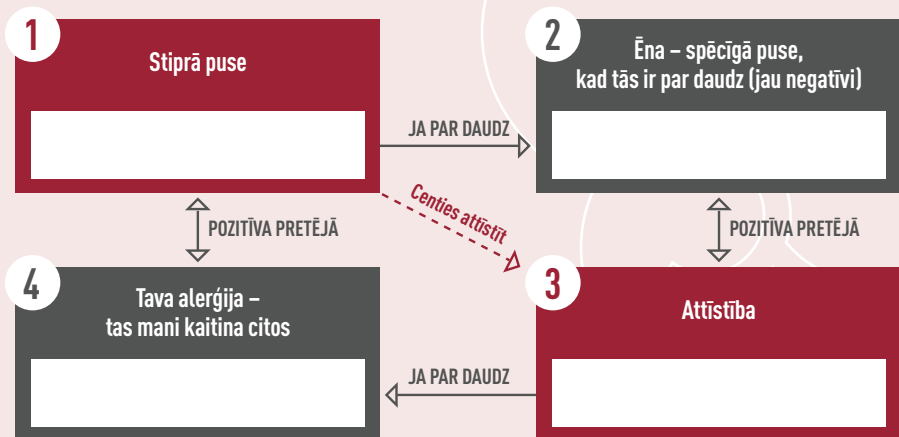 1
Stiprā puse
JA PAR DAUDZ
2
Ēna – spēcīgā puse,
kad tās ir par daudz (jau negatīvi)
POZITĪVA PRETĒJĀ
Centies attīstīt
POZITĪVA PRETĒJĀ
4
Tava alerģija –
tas mani kaitina citos
JA PAR DAUDZ
3
Attīstība